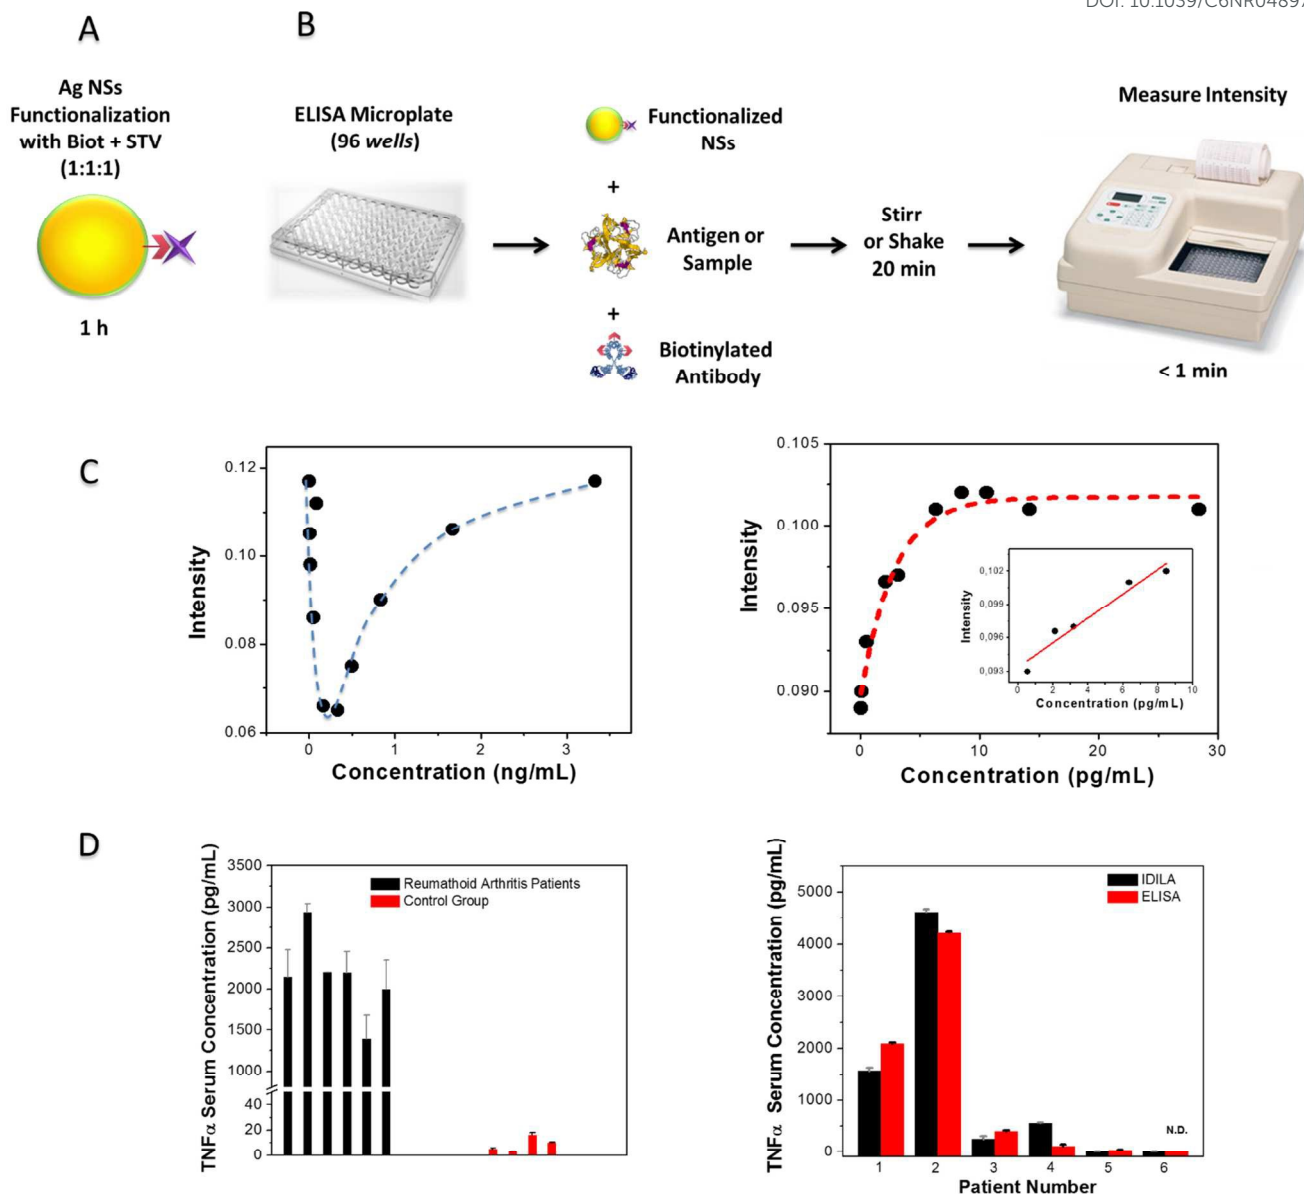 DOI: 10.1039/C6NR04897
A
B
Ag NSs
Functionalization
with Biot + STV
(1:1:1)
1 h
ELISA Microplate
(96 wells)
Functionalized
NSs
+
Antigen or
Sample
+
Biotinylated
Antibody
Stirr
or Shake
20 min
Measure Intensity
< 1 min
C
0.12
0.10
0.08
0.06
Intensity
0 1 2 3
Concentration (ng/mL)
0.105
0.100
0.095
0.090
Intensity
0 10 20 30
Concentration (pg/mL)
0,102
0,099
0,096
0,093
Intensity
0 2 4 6 8 10
Concentration (pg/mL)
D
TNFα Serum Concentration (pg/mL)
3500
3000
2500
2000
1500
1000
40
20
0
Reumathoid Arthritis Patients
Control Group
TNFα Serum Concentration (pg/mL)
5000
4000
3000
2000
1000
0
IDILA
ELISA
N.D.
1 2 3 4 5 6
Patient Number